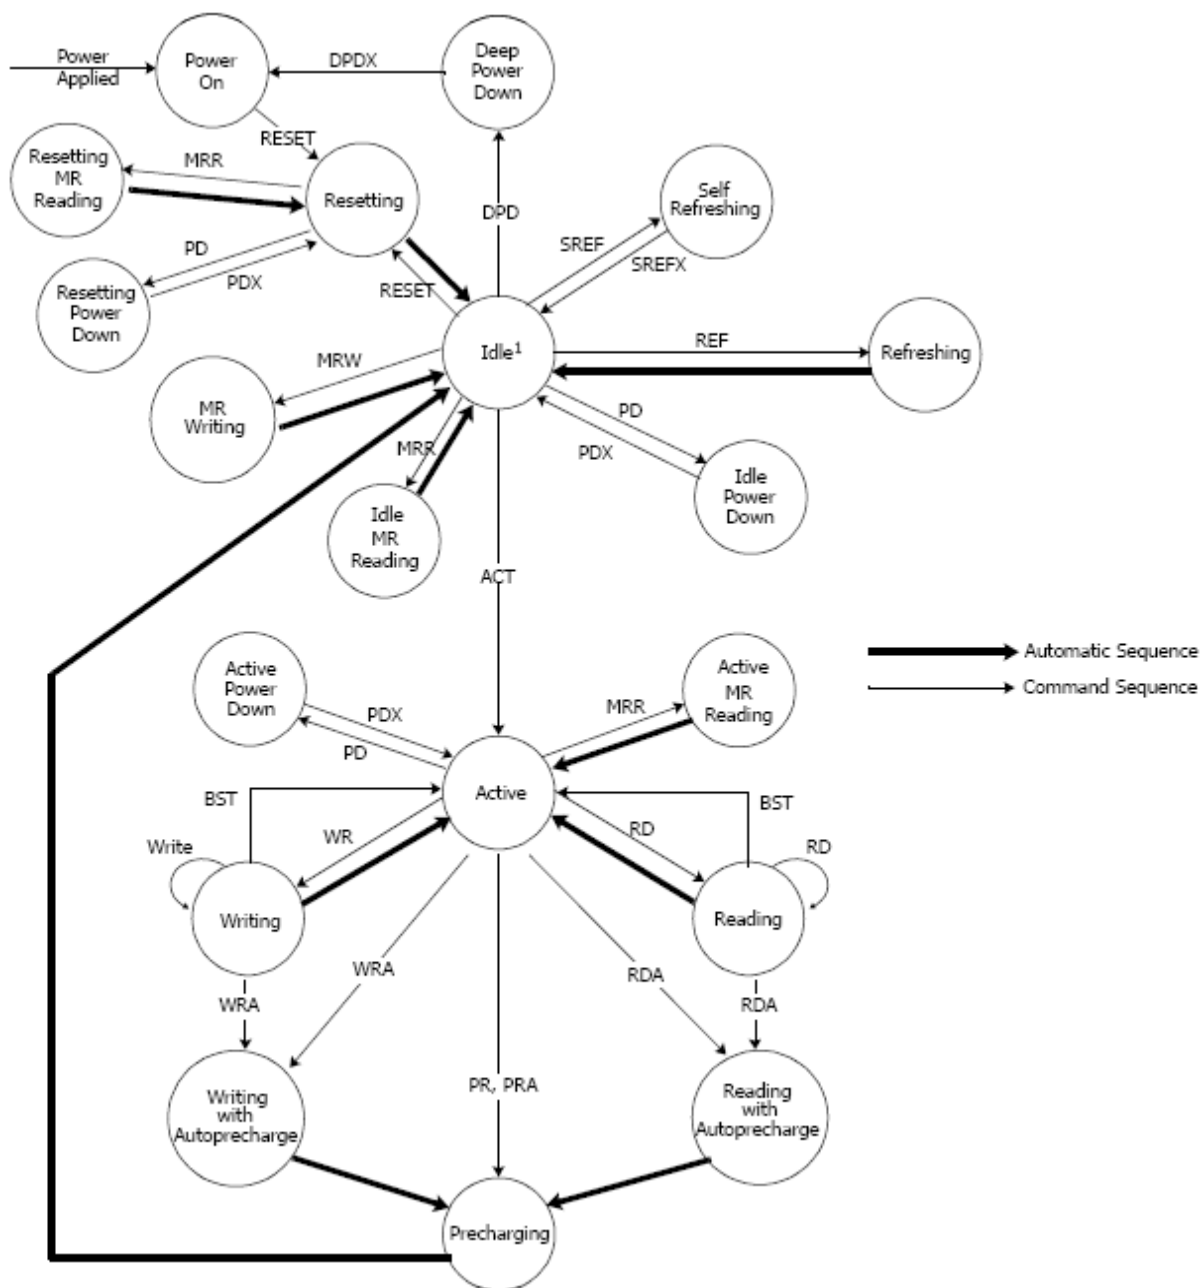 Power
Applied
Power
On
DPDX
Deep
Power
Down
RESET
Resetting
MR
Reading
MRR
Resetting
DPD
Self
Refreshing
SREF
SREFX
PD
PDX
Resetting
Power
Down
RESET
Idle¹
REF
Refreshing
MRW
MR
Writing
MRR
PD
PDX
Idle
MR
Reading
Idle
Power
Down
ACT
Automatic Sequence
Command Sequence
Active
Power
Down
PDX
PD
MRR
Active
MR
Reading
BST
Active
BST
Write
WR
RD
RD
Writing
Reading
WRA
WRA
RDA
RDA
Writing
with
Autoprecharge
PR, PRA
Reading
with
Autoprecharge
Precharging